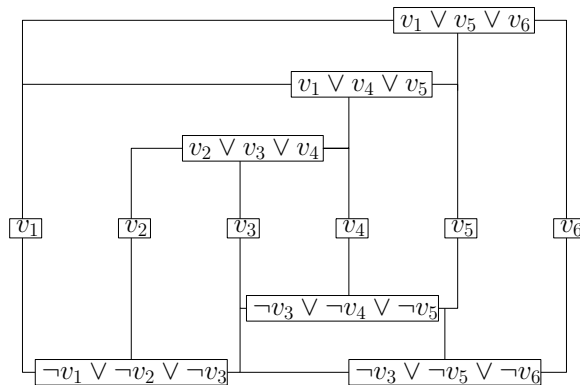 v₁ ∨ v₅ ∨ v₆
v₁ ∨ v₄ ∨ v₅
v₂ ∨ v₃ ∨ v₄
v₁ v₂ v₃ v₄ v₅ v₆
¬v₃ ∨ ¬v₄ ∨ ¬v₅
¬v₁ ∨ ¬v₂ ∨ ¬v₃ ¬v₃ ∨ ¬v₅ ∨ ¬v₆